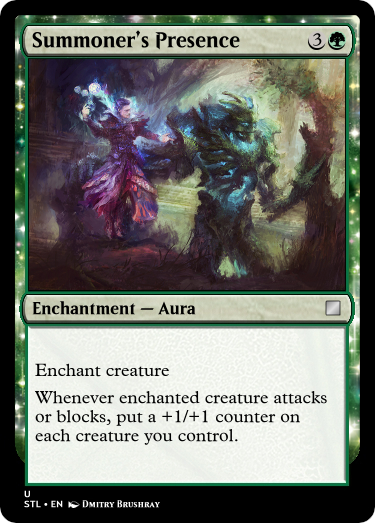 Summoner's Presence 3
Enchantment — Aura
Enchant creature
Whenever enchanted creature attacks
or blocks, put a +1/+1 counter on
each creature you control.
U
STL • EN Dmitry Brushray